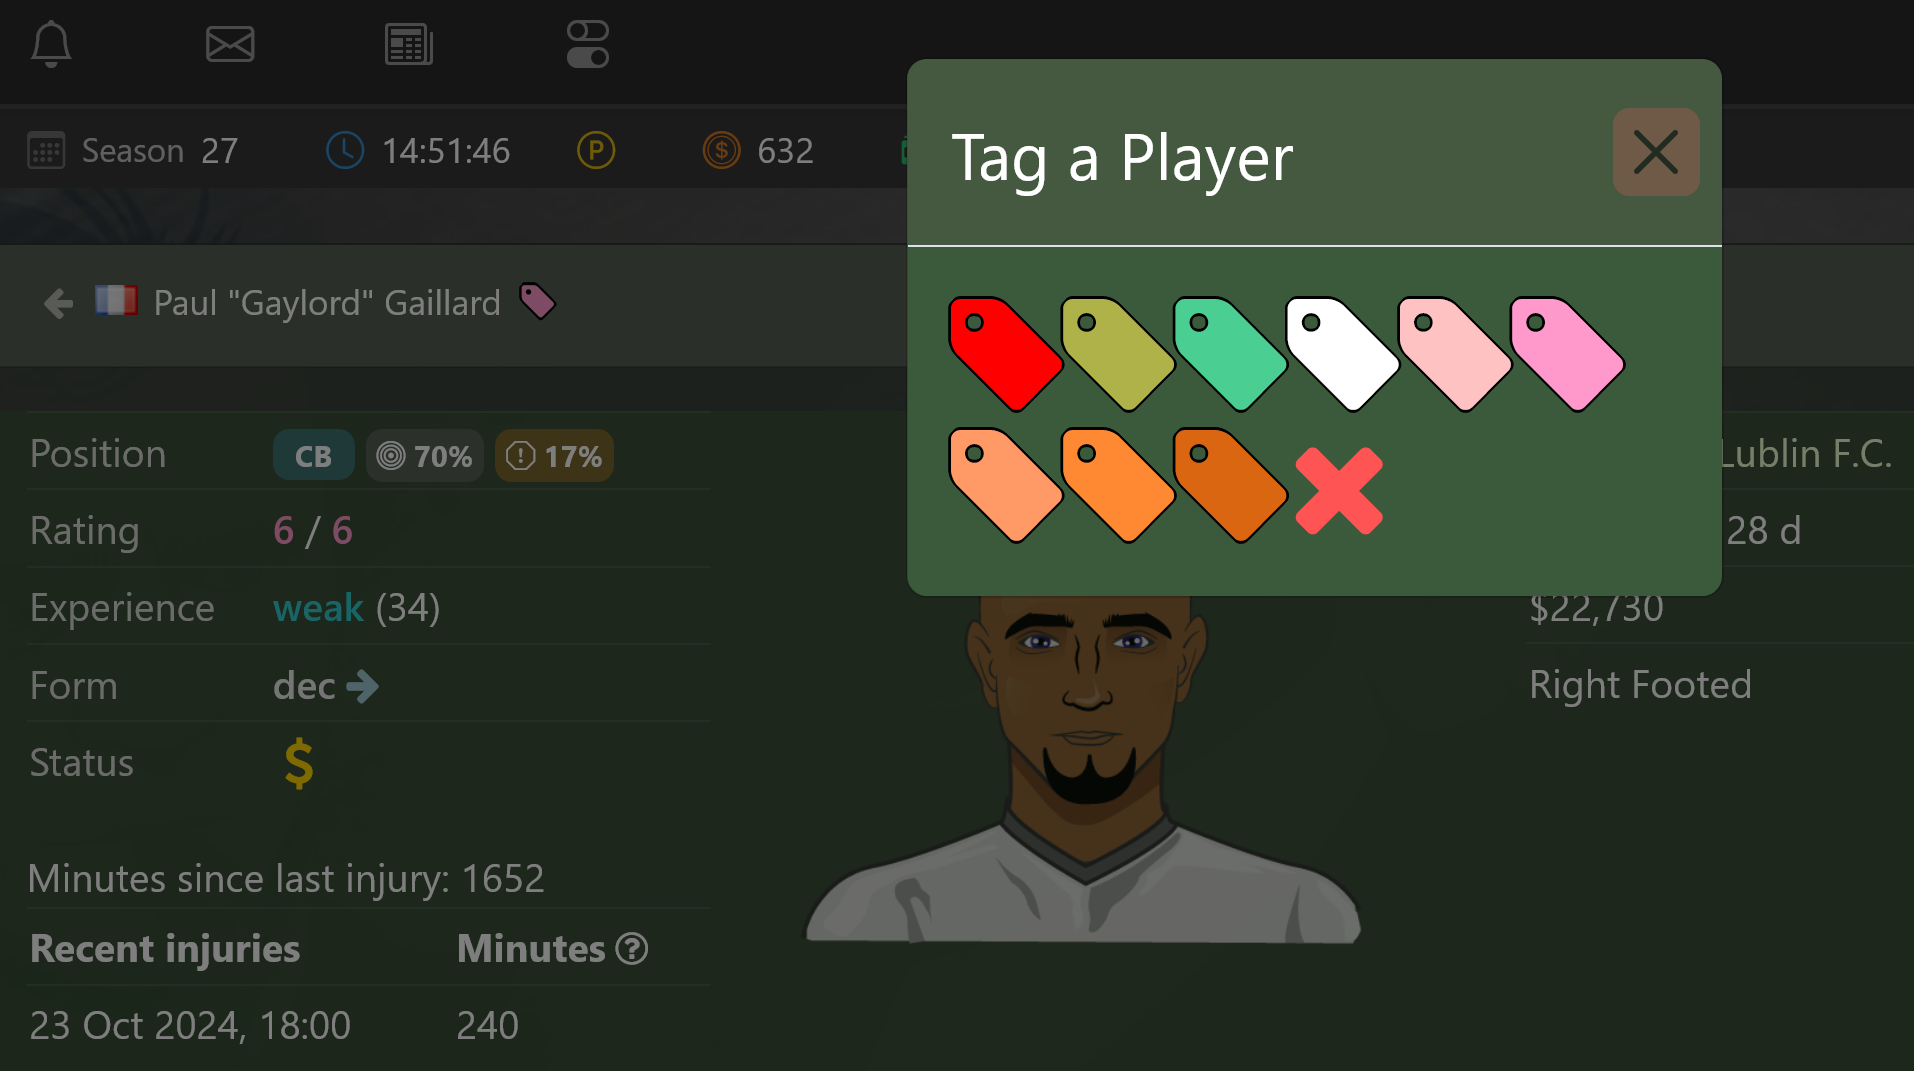 Season 27 14:51:46 P $ 632
Tag a Player
Paul "Gaylord" Gaillard
Position CB 70% 17%
Lublin F.C.
Rating 6 / 6
28 d
Experience weak (34)
$22,730
Form dec
Right Footed
Status $
Minutes since last injury: 1652
Recent injuries Minutes ?
23 Oct 2024, 18:00 240